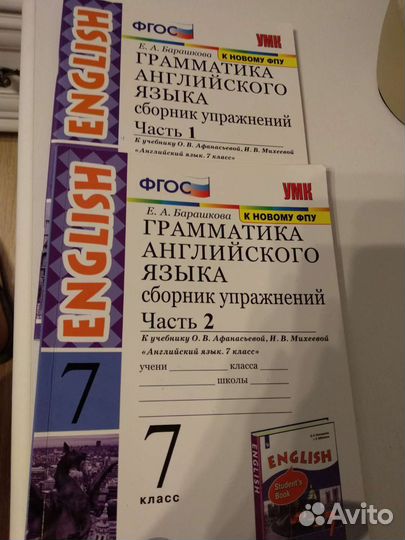 ENGLISH
ФГОС
УМК
Е. А. Барашкова
К НОВОМУ ФПУ
ГРАММАТИКА
АНГЛИЙСКОГО
ЯЗЫКА
сборник упражнений
Часть 1
К учебнику О. В. Афанасьевой, И. В. Михеевой
«Английский язык. 7 класс»
ENGLISH
7
ФГОС
УМК
Е. А. Барашкова
К НОВОМУ ФПУ
ГРАММАТИКА
АНГЛИЙСКОГО
ЯЗЫКА
сборник упражнений
Часть 2
К учебнику О. В. Афанасьевой, И. В. Михеевой
«Английский язык. 7 класс»
учени класса
школы
7
класс
ENGLISH
ENGLISH
Student's
Book
Avito